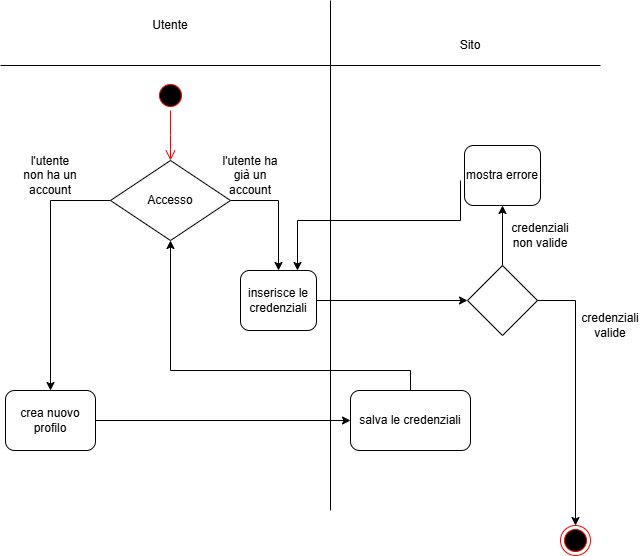 Utente
Sito
l'utente
non ha un
account
l'utente ha
già un
account
Accesso
mostra errore
credenziali
non valide
inserisce le
credenziali
credenziali
valide
crea nuovo
profilo
salva le credenziali